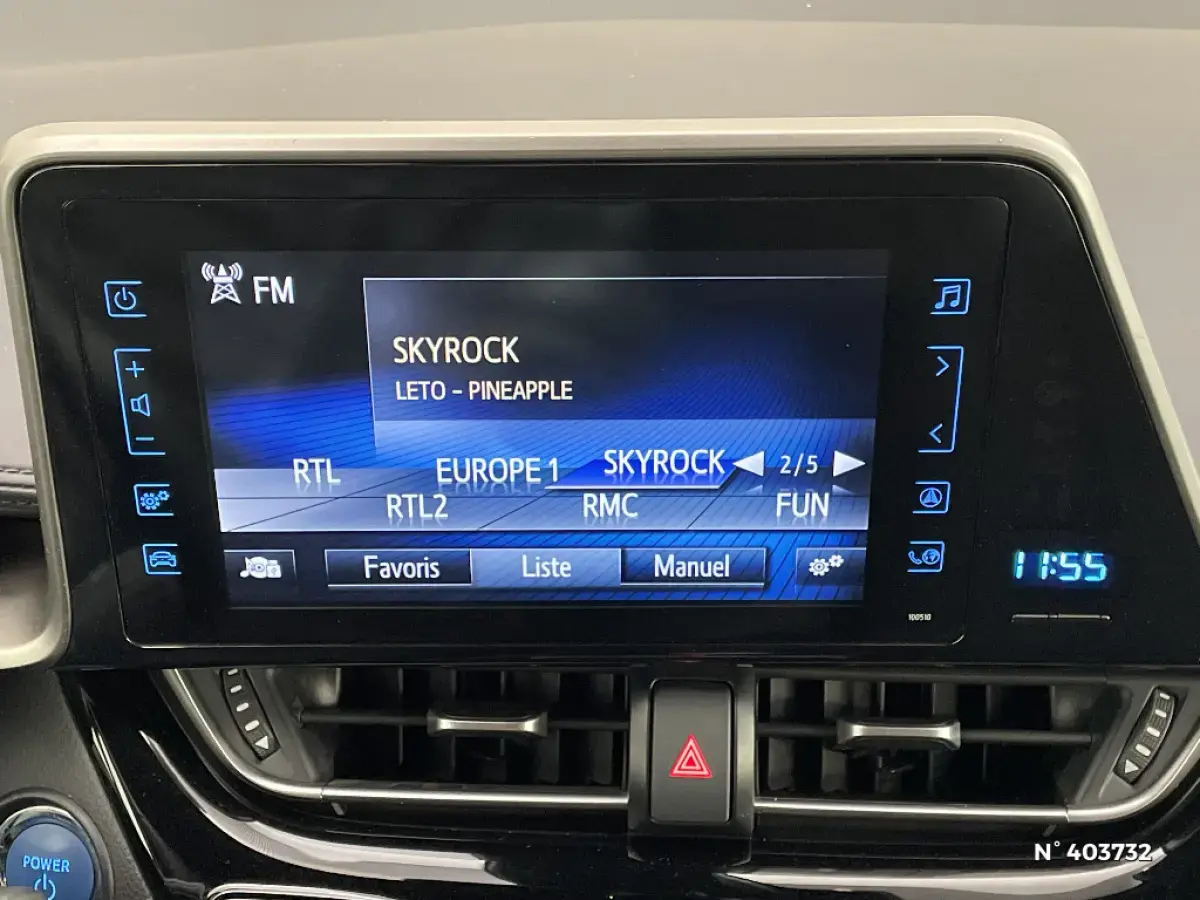 FM
SKYROCK
LETO - PINEAPPLE
RTL EUROPE 1 SKYROCK 2/5
RTL2 RMC FUN
Favoris Liste Manuel
11:55
100510
POWER
N° 403732